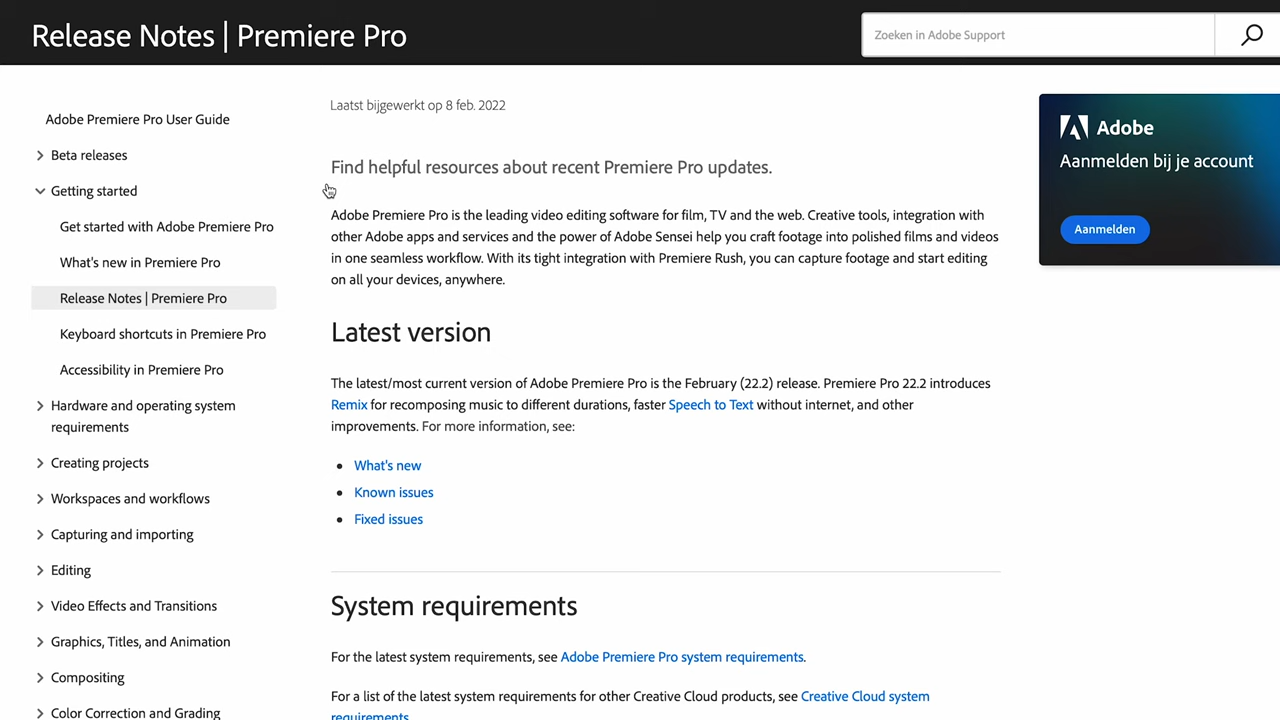 Release Notes | Premiere Pro
Zoeken in Adobe Support
Adobe Premiere Pro User Guide
Beta releases
Getting started
Get started with Adobe Premiere Pro
What's new in Premiere Pro
Release Notes | Premiere Pro
Keyboard shortcuts in Premiere Pro
Accessibility in Premiere Pro
Hardware and operating system
requirements
Creating projects
Workspaces and workflows
Capturing and importing
Editing
Video Effects and Transitions
Graphics, Titles, and Animation
Compositing
Color Correction and Grading
Laatst bijgewerkt op 8 feb. 2022
Find helpful resources about recent Premiere Pro updates.
Adobe Premiere Pro is the leading video editing software for film, TV and the web. Creative tools, integration with
other Adobe apps and services and the power of Adobe Sensei help you craft footage into polished films and videos
in one seamless workflow. With its tight integration with Premiere Rush, you can capture footage and start editing
on all your devices, anywhere.
Latest version
The latest/most current version of Adobe Premiere Pro is the February (22.2) release. Premiere Pro 22.2 introduces
Remix for recomposing music to different durations, faster Speech to Text without internet, and other
improvements. For more information, see:
What's new
Known issues
Fixed issues
System requirements
For the latest system requirements, see Adobe Premiere Pro system requirements.
For a list of the latest system requirements for other Creative Cloud products, see Creative Cloud system
requirements
Adobe
Aanmelden bij je account
Aanmelden